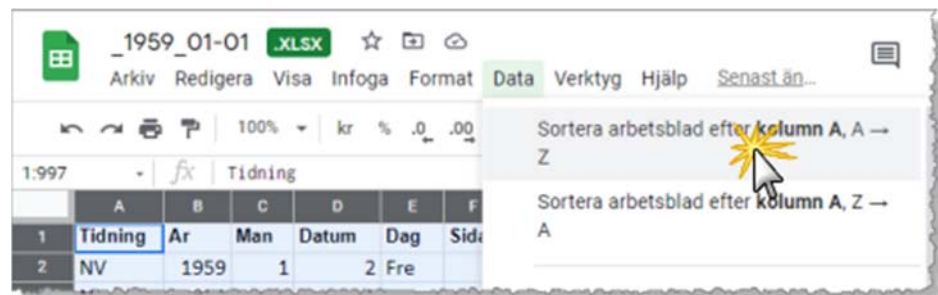 _1959_01-01 .XLSX
Arkiv Redigera Visa Infoga Format Data Verktyg Hjälp Senast än...
100% kr % .0 .00
Sortera arbetsblad efter kolumn A, A →
Z
1:997 fx Tidning
Sortera arbetsblad efter kolumn A, Z →
A
A B C D E F
1 Tidning Ar Man Datum Dag Sida
2 NV 1959 1 2 Fre